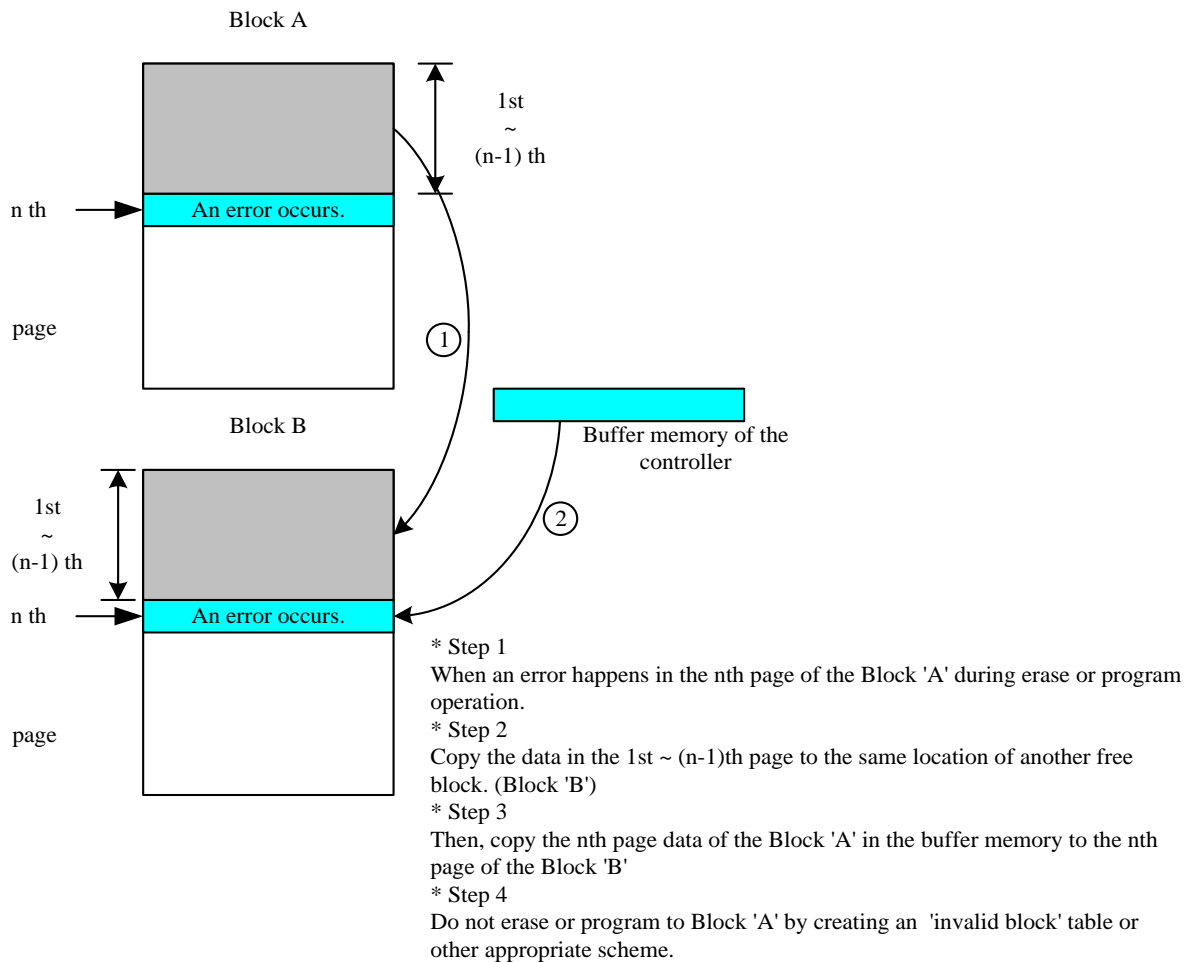 Block A
1st
~
(n-1) th
n th
An error occurs.
page
1
Block B
Buffer memory of the
controller
1st
~
(n-1) th
2
n th
An error occurs.
page
* Step 1
When an error happens in the nth page of the Block 'A' during erase or program
operation.
* Step 2
Copy the data in the 1st ~ (n-1)th page to the same location of another free
block. (Block 'B')
* Step 3
Then, copy the nth page data of the Block 'A' in the buffer memory to the nth
page of the Block 'B'
* Step 4
Do not erase or program to Block 'A' by creating an 'invalid block' table or
other appropriate scheme.